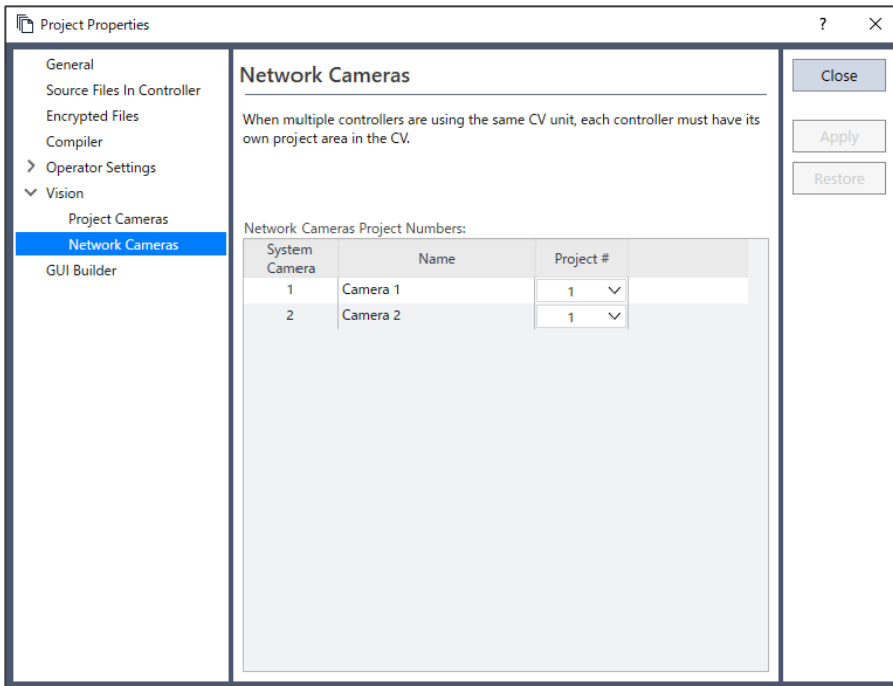 Project Properties
?
General
Source Files In Controller
Encrypted Files
Compiler
Operator Settings
Vision
Project Cameras
Network Cameras
GUI Builder
Network Cameras
When multiple controllers are using the same CV unit, each controller must have its
own project area in the CV.
Network Cameras Project Numbers:
System Camera Name Project #
1 Camera 1 1
2 Camera 2 1
Close
Apply
Restore